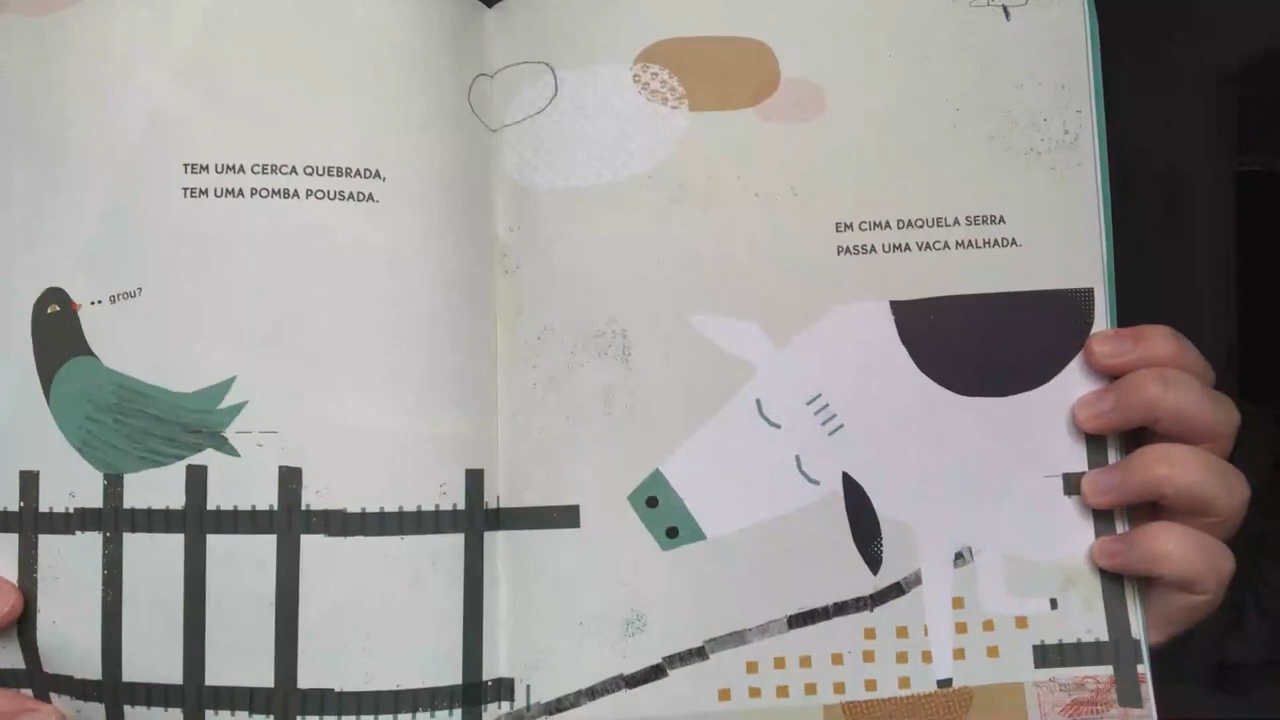 TEM UMA CERCA QUEBRADA,
TEM UMA POMBA POUSADA.
grou?
EM CIMA DAQUELA SERRA
PASSA UMA VACA MALHADA.